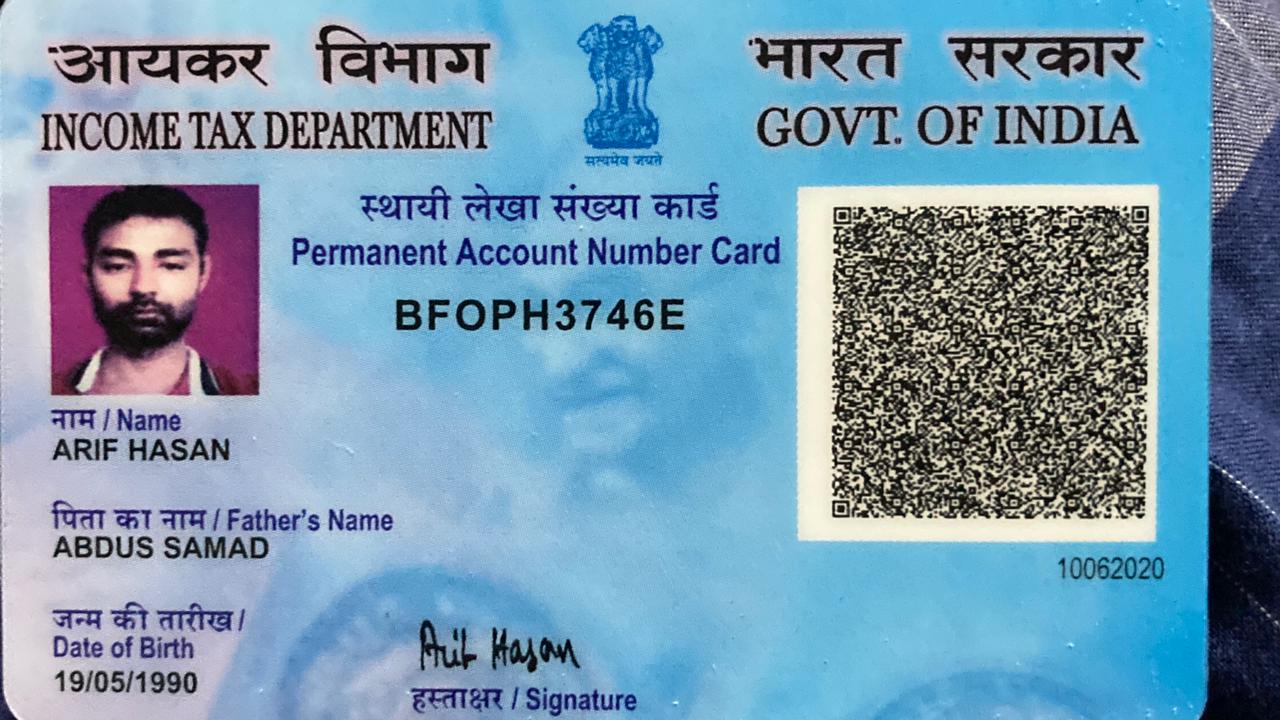 आयकर विभाग
INCOME TAX DEPARTMENT
सत्यमेव जयते
भारत सरकार
GOVT. OF INDIA
स्थायी लेखा संख्या कार्ड
Permanent Account Number Card
BFOPH3746E
नाम / Name
ARIF HASAN
पिता का नाम / Father's Name
ABDUS SAMAD
जन्म की तारीख /
Date of Birth
19/05/1990
Arif Hasan
हस्ताक्षर / Signature
10062020